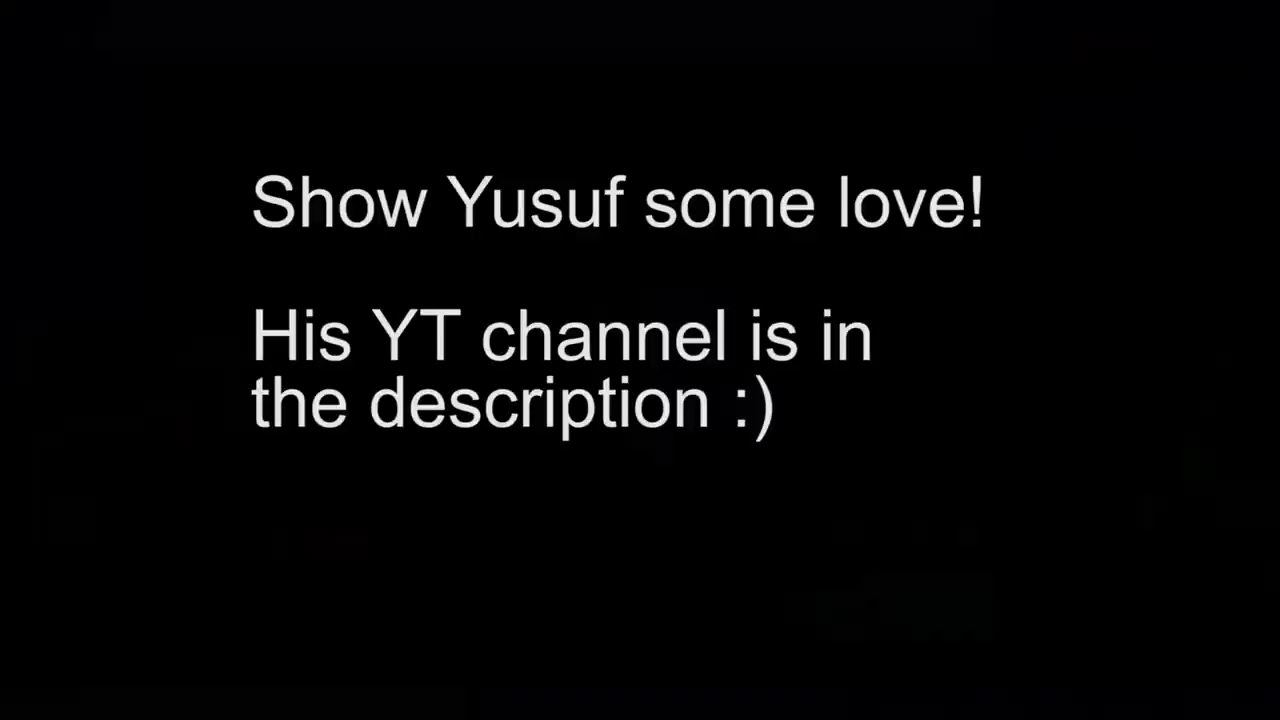 Show Yusuf some love!
His YT channel is in
the description :)